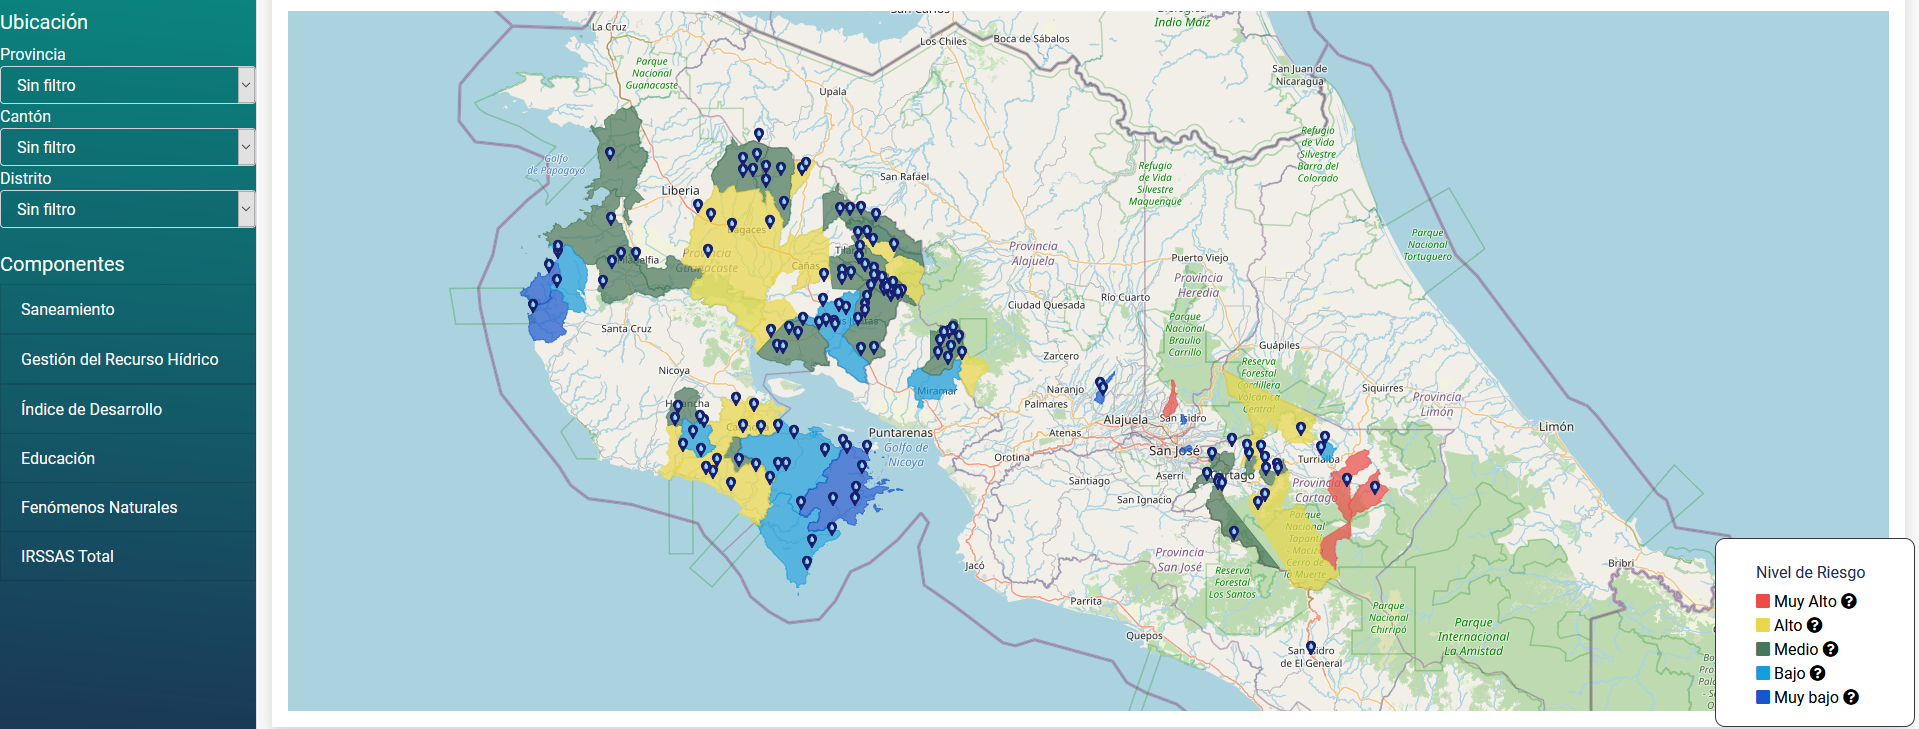 Ubicación
Provincia
Sin filtro
Cantón
Sin filtro
Distrito
Sin filtro
Componentes
Saneamiento
Gestión del Recurso Hídrico
Índice de Desarrollo
Educación
Fenómenos Naturales
IRSSAS Total
La Cruz
Los Chiles
Boca de Sábalos
Indio Maíz
San Juan de
Nicaragua
Parque
Nacional
Guanacaste
Upala
Golfo
de Papagayo
Liberia
San Rafael
Refugio
de Vida
Silvestre
Maquenque
Refugio
de Vida
Silvestre
Barra del
Colorado
Parque
Nacional
Tortuguero
Provincia
Alajuela
Puerto Viejo
Provincia
Heredia
Provincia
Guanacaste
Cañas
Santa Cruz
Ciudad Quesada
Río Cuarto
Parque
Nacional
Braulio
Carrillo
Guápiles
Zarcero
Reserva
Forestal
Cordillera
Volcánica
Central
Nicoya
Miramar
Naranjo
Palmares
Siquirres
Provincia
Limón
Alajuela
San Isidro
Atenas
San José
Limón
Puntarenas
Golfo de
Nicoya
Orotina
Santiago
Aserrí
San Ignacio
Turrialba
Provincia
Cartago
Parque
Nacional
Tapantí
Macizo
Cerro de
la Muerte
Provincia
San José
Reserva
Forestal
Los Santos
Jacó
Parrita
Quepos
San Isidro
de El General
Parque
Nacional
Chirripó
Parque
Internacional
La Amistad
Bribri
Nivel de Riesgo
Muy Alto
Alto
Medio
Bajo
Muy bajo